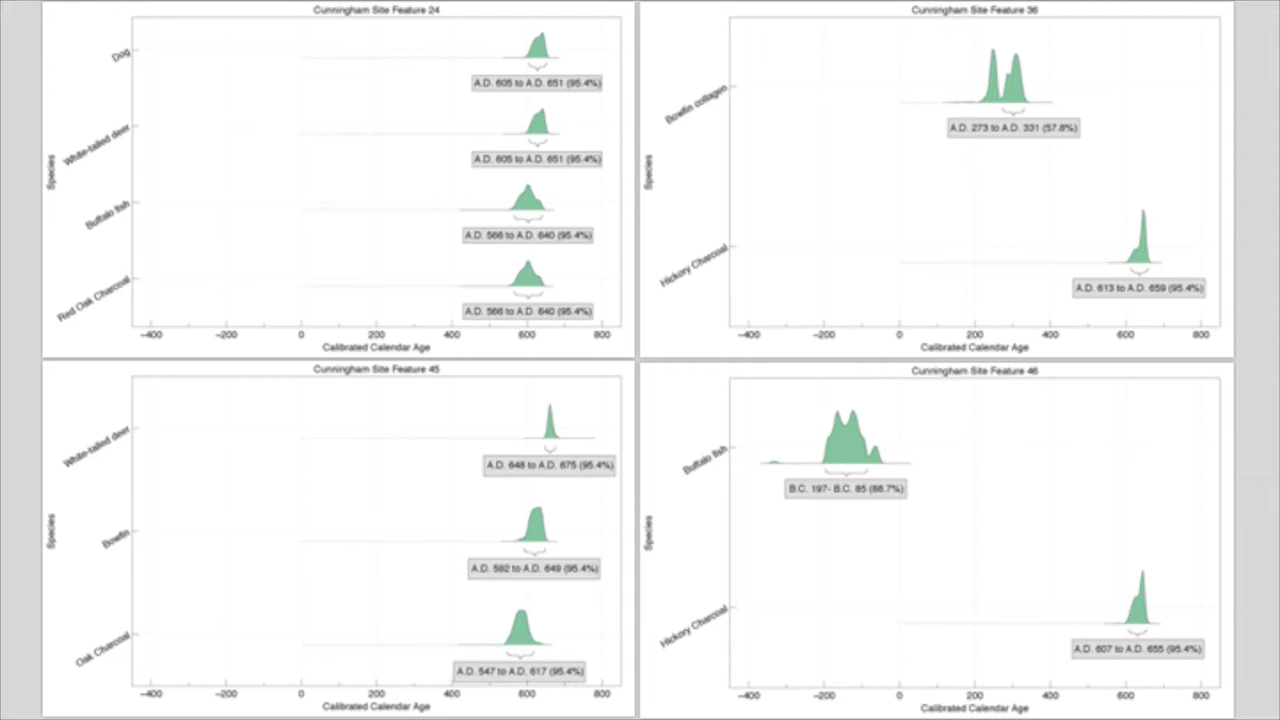 Cunningham Site Feature 24
Dog
A.D. 605 to A.D. 651 (95.4%)
White-tailed deer
A.D. 605 to A.D. 651 (95.4%)
Species
Buffalo fish
A.D. 566 to A.D. 640 (95.4%)
Red Oak Charcoal
A.D. 566 to A.D. 640 (95.4%)
−400 −200 0 200 400 600 800
Calibrated Calendar Age
Cunningham Site Feature 36
Bowfin collagen
A.D. 273 to A.D. 331 (57.8%)
Species
Hickory Charcoal
A.D. 613 to A.D. 659 (95.4%)
−400 −200 0 200 400 600 800
Calibrated Calendar Age
Cunningham Site Feature 45
White-tailed deer
A.D. 648 to A.D. 675 (95.4%)
Species
Bowfin
A.D. 592 to A.D. 649 (95.4%)
Oak Charcoal
A.D. 547 to A.D. 617 (95.4%)
−400 −200 0 200 400 600 800
Calibrated Calendar Age
Cunningham Site Feature 46
Buffalo fish
B.C. 197- B.C. 85 (88.7%)
Species
Hickory Charcoal
A.D. 607 to A.D. 655 (95.4%)
−400 −200 0 200 400 600 800
Calibrated Calendar Age